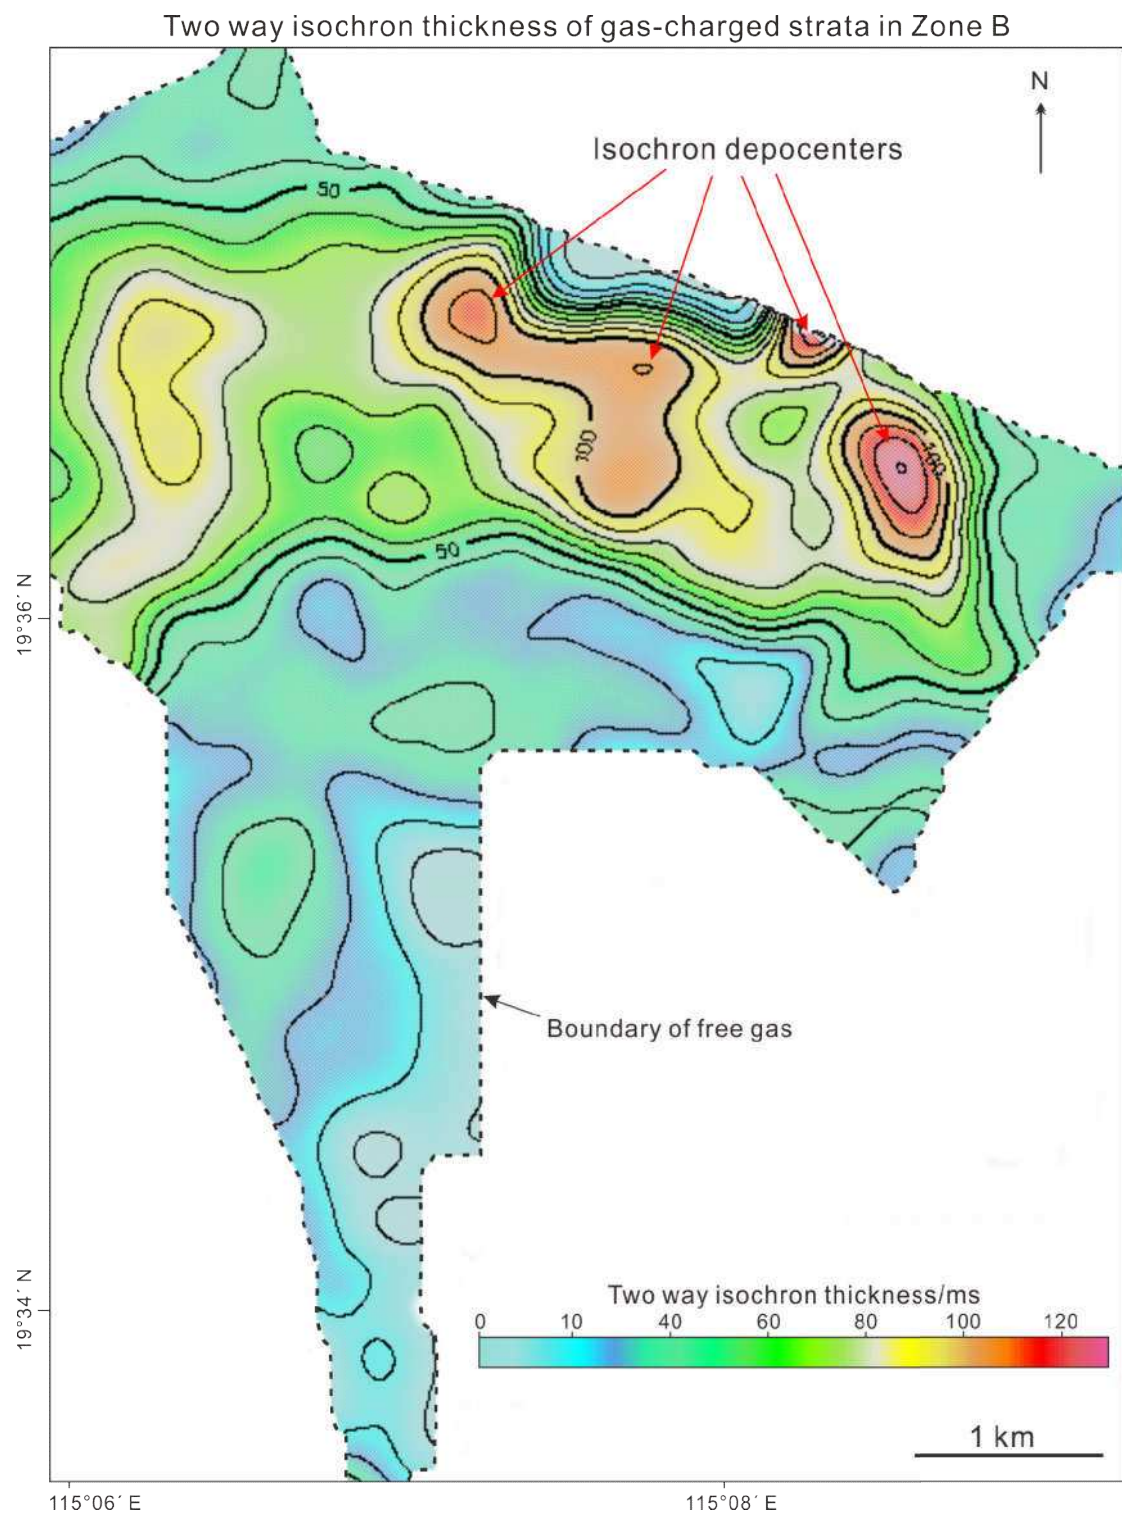 Two way isochron thickness of gas-charged strata in Zone B
N
Isochron depocenters
50
100
100
50
19°36´ N
Boundary of free gas
19°34´ N
Two way isochron thickness/ms
0 10 40 60 80 100 120
1 km
115°06´ E 115°08´ E